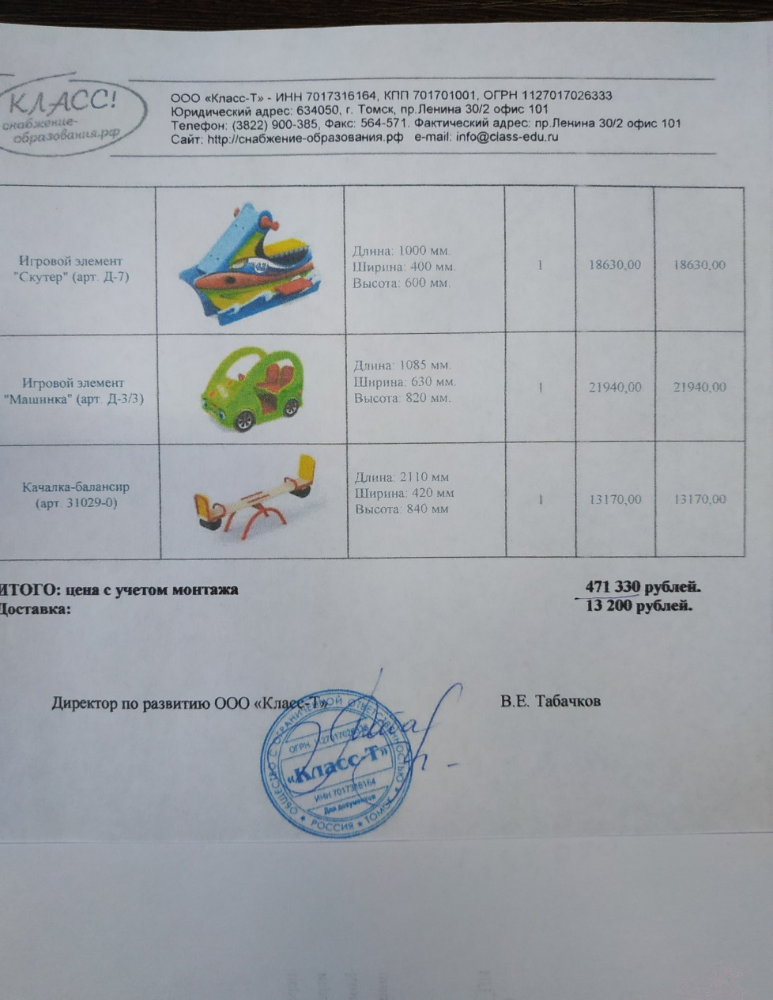 КЛАСС!
снабжение-
образования.рф
ООО «Класс-Т» - ИНН 7017316164, КПП 701701001, ОГРН 1127017026333
Юридический адрес: 634050, г. Томск, пр.Ленина 30/2 офис 101
Телефон: (3822) 900-385, Факс: 564-571. Фактический адрес: пр.Ленина 30/2 офис 101
Сайт: http://снабжение-образования.рф e-mail: info@class-edu.ru
Игровой элемент
"Скутер" (арт. Д-7)
Длина: 1000 мм.
Ширина: 400 мм.
Высота: 600 мм.
1
18630,00
18630,00
Игровой элемент
"Машинка" (арт. Д-3/3)
Длина: 1085 мм.
Ширина: 630 мм.
Высота: 820 мм.
1
21940,00
21940,00
Качалка-балансир
(арт. 31029-0)
Длина: 2110 мм
Ширина: 420 мм
Высота: 840 мм
1
13170,00
13170,00
ИТОГО: цена с учетом монтажа 471 330 рублей.
Доставка: 13 200 рублей.
Директор по развитию ООО «Класс-Т» В.Е. Табачков
ОБЩЕСТВО С ОГРАНИЧЕННОЙ ОТВЕТСТВЕННОСТЬЮ
ОГРН 1127017026333
«Класс-Т»
ИНН 7017316164
Для документов
РОССИЯ * ТОМСК